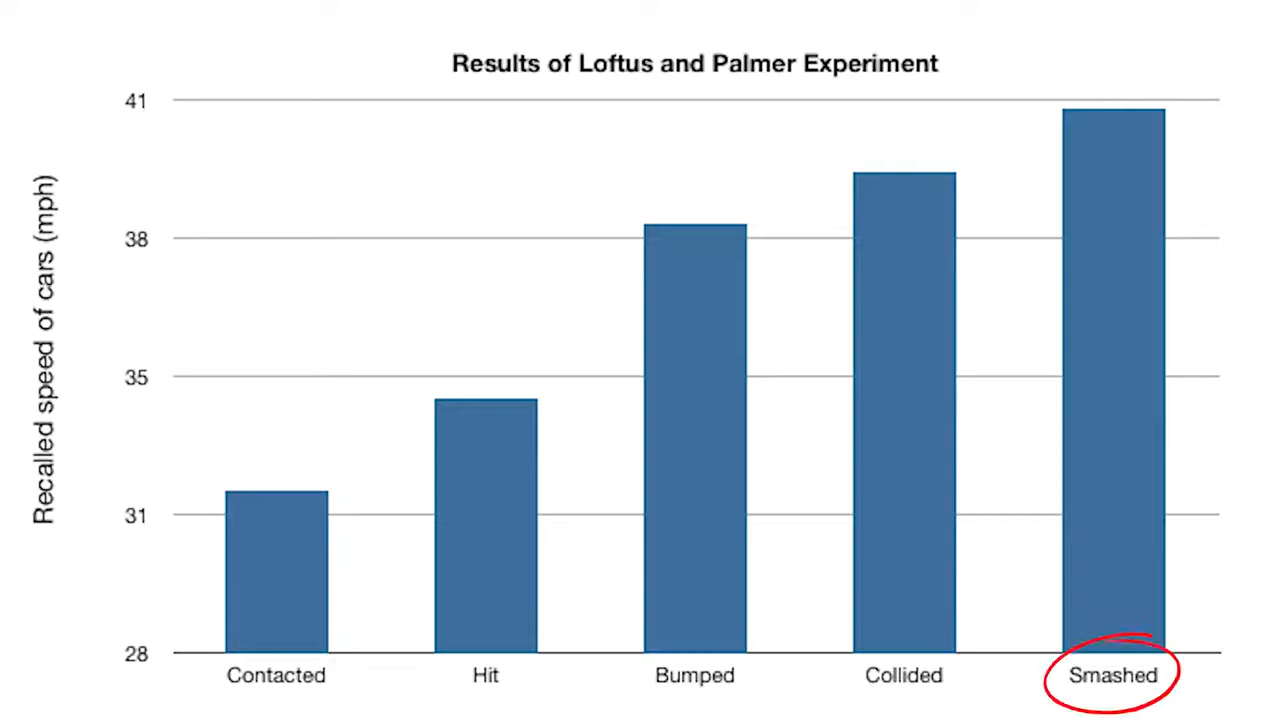 Results of Loftus and Palmer Experiment
Recalled speed of cars (mph)
41
38
35
31
28
Contacted Hit Bumped Collided Smashed